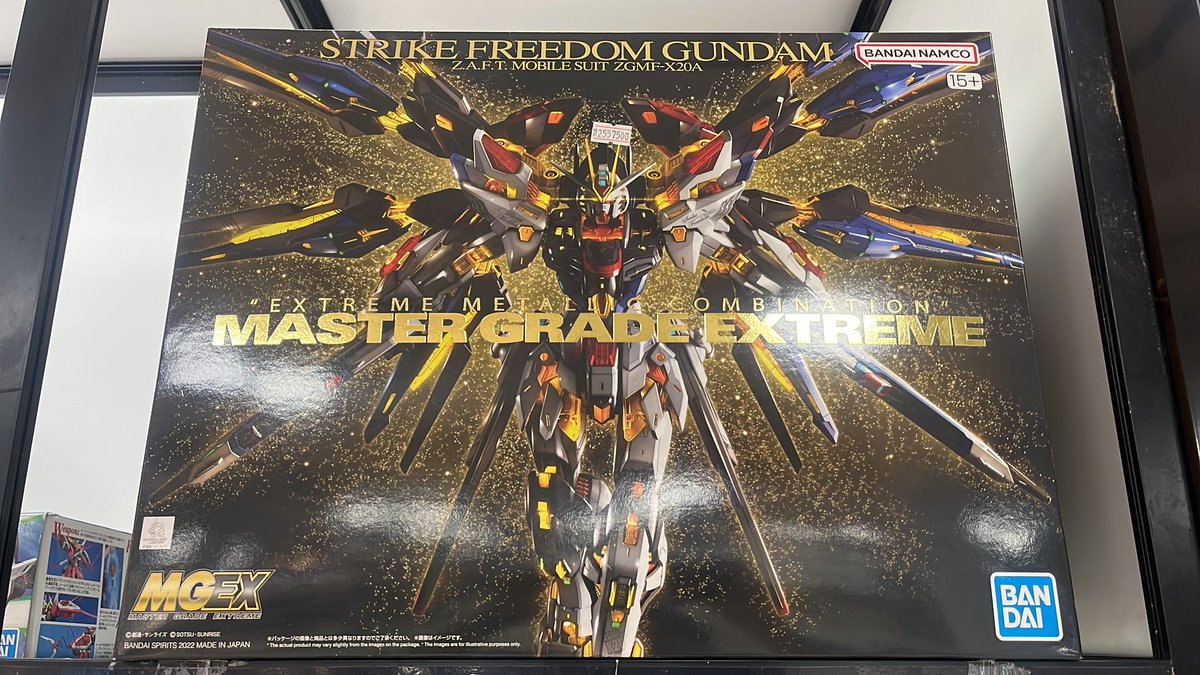 STRIKE FREEDOM GUNDAM
Z.A.F.T. MOBILE SUIT ZGMF-X20A
BANDAI NAMCO
15+
2557500
"EXTREME METALLIC COMBINATION"
MASTER GRADE EXTREME
Weapons
MGEX
MASTER GRADE EXTREME
©創通・サンライズ ©SOTSU・SUNRISE
BANDAI SPIRITS 2022 MADE IN JAPAN
※パッケージの画像と商品とは多少異なりますのでご了承ください。 ※画像はイメージです。
* The actual product may vary slightly from the images on the package. * The images are for illustrative purposes only.
BAN
DAI